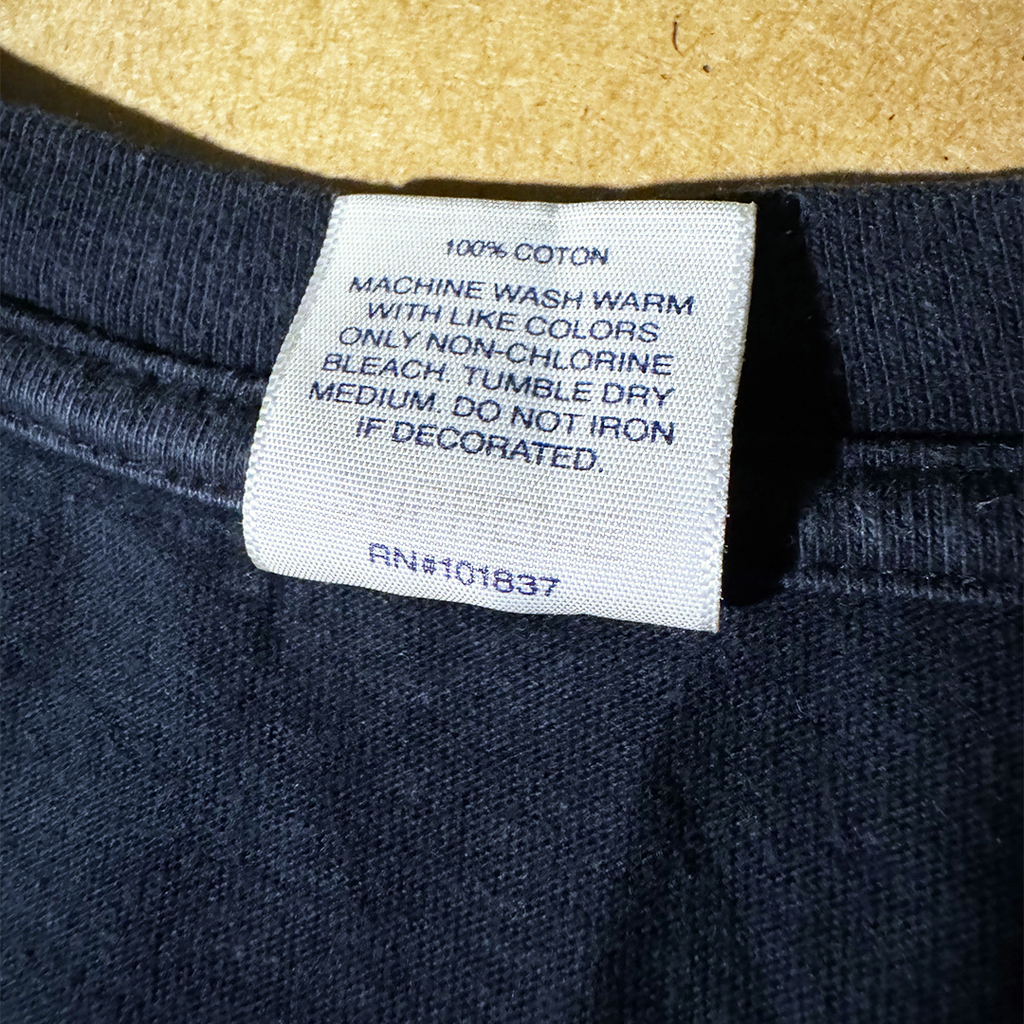 100% COTON
MACHINE WASH WARM
WITH LIKE COLORS
ONLY NON-CHLORINE
BLEACH. TUMBLE DRY
MEDIUM. DO NOT IRON
IF DECORATED.
RN#101837